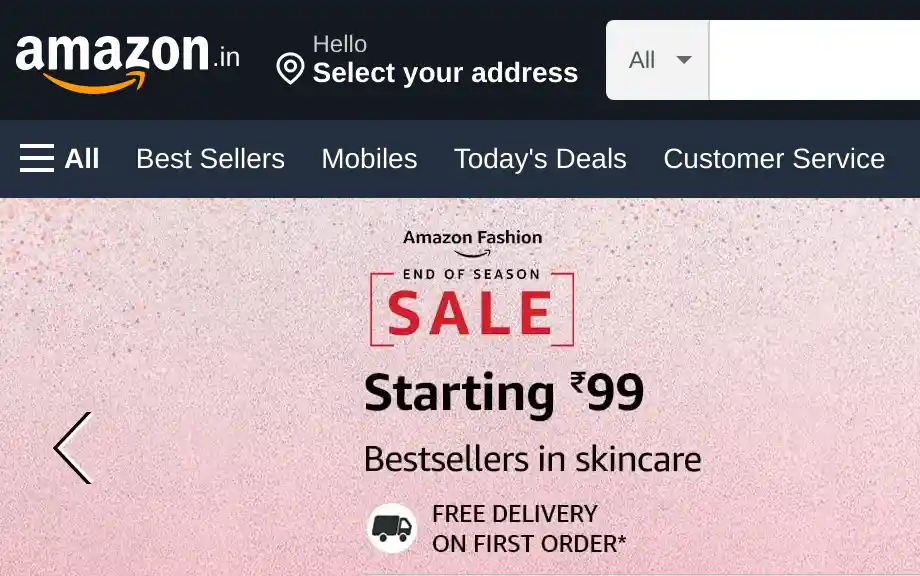 amazon.in
Hello
Select your address
All
All
Best Sellers
Mobiles
Today's Deals
Customer Service
Amazon Fashion
END OF SEASON
SALE
Starting ₹99
Bestsellers in skincare
FREE DELIVERY
ON FIRST ORDER*